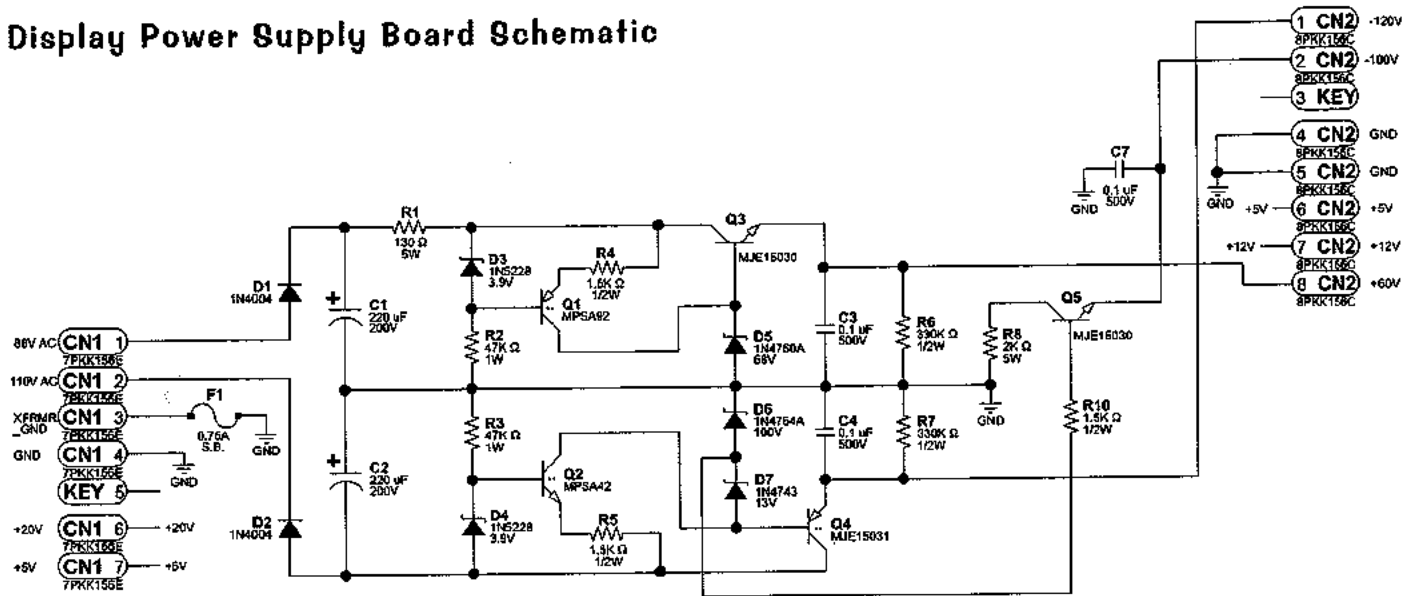 Display Power Supply Board Schematic
1 CN2 -120V
8PKK156C
2 CN2 -100V
8PKK156C
3 KEY
4 CN2 GND
8PKK156C
5 CN2 GND
8PKK156C
+5V 6 CN2 +5V
8PKK156C
+12V 7 CN2 +12V
8PKK156C
8 CN2 +60V
8PKK156C
GND
C7
0.1 uF
500V
GND
R1
130 Ω
5W
D1
1N4004
C1
220 uF
200V
D3
1N5228
3.9V
R4
1.5K Ω
1/2W
Q1
MPSA92
R2
47K Ω
1W
Q3
MJE15030
D5
1N4760A
68V
C3
0.1 uF
500V
R6
330K Ω
1/2W
R8
2K Ω
5W
Q5
MJE15030
88V AC CN1 1
7PKK156E
110V AC CN1 2
7PKK156E
XFRMR GND CN1 3
7PKK156E
GND CN1 4
7PKK156E
KEY 5
+20V CN1 6 +20V
7PKK156E
+5V CN1 7 +5V
7PKK156E
F1
0.75A
S.B.
GND
GND
D2
1N4004
C2
220 uF
200V
R3
47K Ω
1W
D4
1N5228
3.9V
Q2
MPSA42
R5
1.5K Ω
1/2W
D6
1N4764A
100V
D7
1N4743
13V
C4
0.1 uF
500V
R7
330K Ω
1/2W
GND
Q4
MJE15031
R10
1.5K Ω
1/2W